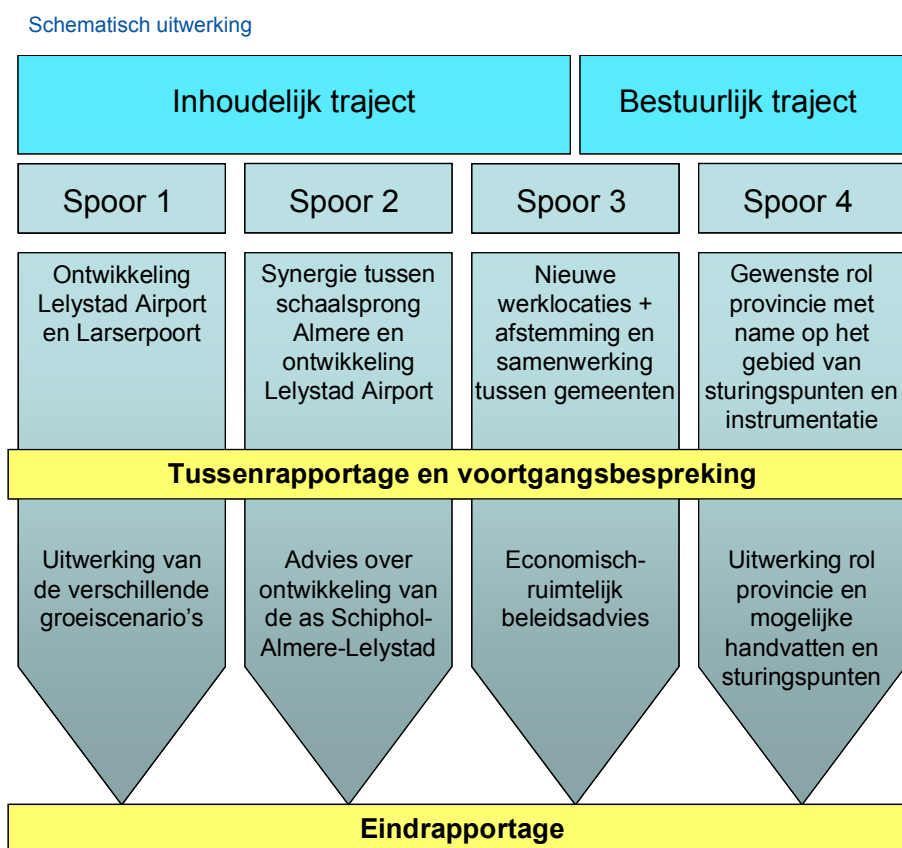 Schematisch uitwerking
Inhoudelijk traject
Bestuurlijk traject
Spoor 1
Spoor 2
Spoor 3
Spoor 4
Ontwikkeling
Lelystad Airport
en Larserpoort
Synergie tussen
schaalsprong
Almere en
ontwikkeling
Lelystad Airport
Nieuwe
werklocaties +
afstemming en
samenwerking
tussen gemeenten
Gewenste rol
provincie met
name op het
gebied van
sturingspunten en
instrumentatie
Tussenrapportage en voortgangsbespreking
Uitwerking van
de verschillende
groeiscenario's
Advies over
ontwikkeling van
de as Schiphol-
Almere-Lelystad
Economisch-
ruimtelijk
beleidsadvies
Uitwerking rol
provincie en
mogelijke
handvatten en
sturingspunten
Eindrapportage